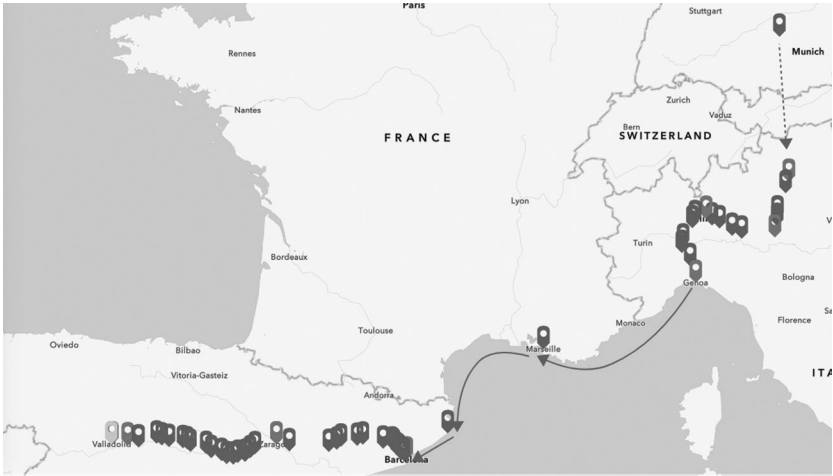 Paris
Stuttgart
Munich
Rennes
Zurich
Vaduz
Nantes
Bern
FRANCE
SWITZERLAND
Lyon
Turin
Bordeaux
Bologna
Genoa
Florence
Monaco
Toulouse
Oviedo
Bilbao
Marseille
Vitoria-Gasteiz
ITA
Andorra
Valladolid
Barcelona